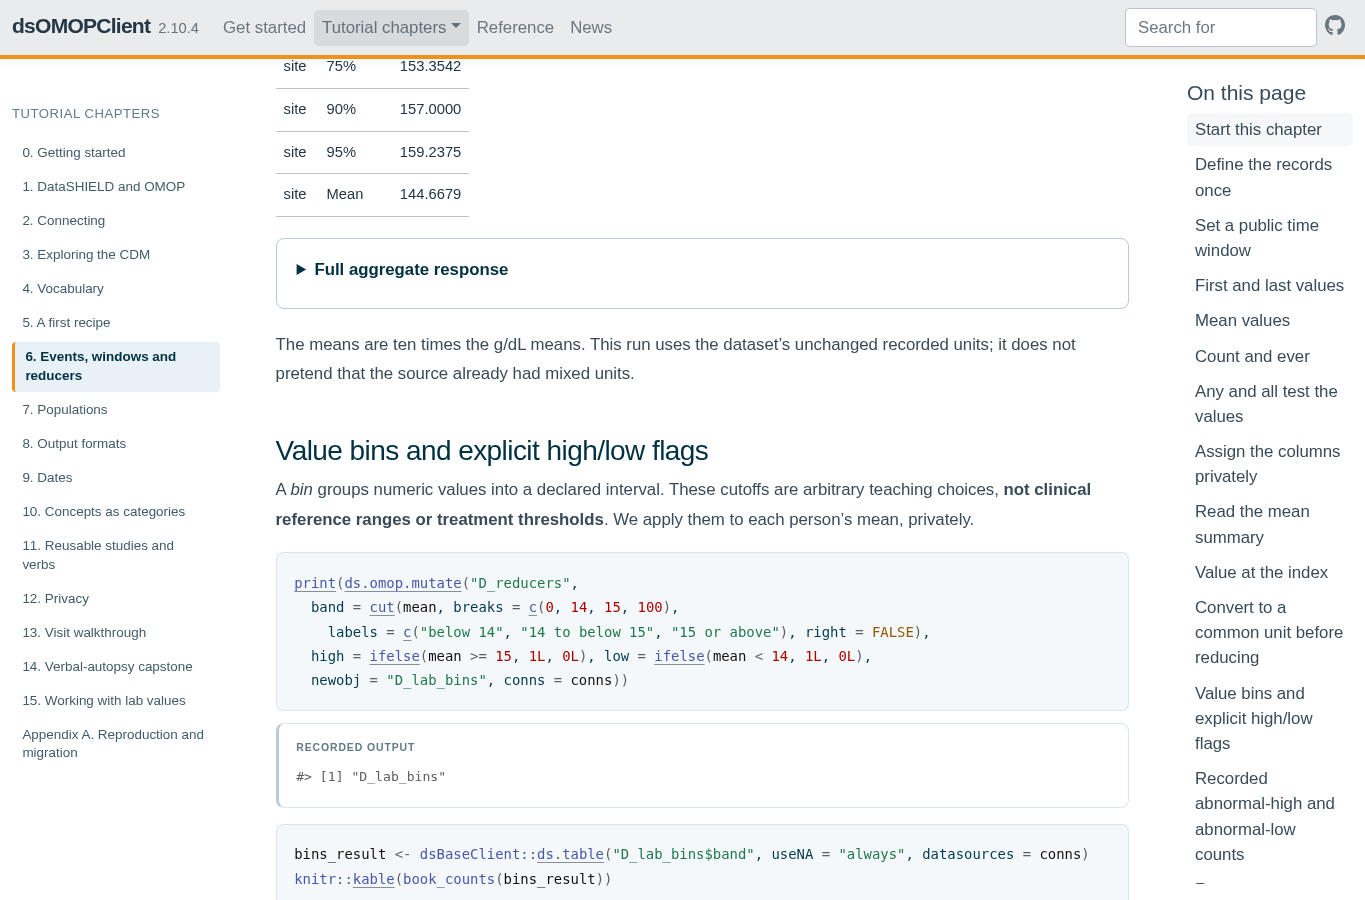 dsOMOPClient 2.10.4 Get started Tutorial chapters Reference News Search for
TUTORIAL CHAPTERS
0. Getting started
1. DataSHIELD and OMOP
2. Connecting
3. Exploring the CDM
4. Vocabulary
5. A first recipe
6. Events, windows and
reducers
7. Populations
8. Output formats
9. Dates
10. Concepts as categories
11. Reusable studies and
verbs
12. Privacy
13. Visit walkthrough
14. Verbal-autopsy capstone
15. Working with lab values
Appendix A. Reproduction and
migration
site 75% 153.3542
site 90% 157.0000
site 95% 159.2375
site Mean 144.6679
Full aggregate response
The means are ten times the g/dL means. This run uses the dataset’s unchanged recorded units; it does not
pretend that the source already had mixed units.
Value bins and explicit high/low flags
A bin groups numeric values into a declared interval. These cutoffs are arbitrary teaching choices, not clinical
reference ranges or treatment thresholds. We apply them to each person’s mean, privately.
print(ds.omop.mutate("D_reducers",
band = cut(mean, breaks = c(0, 14, 15, 100),
labels = c("below 14", "14 to below 15", "15 or above"), right = FALSE),
high = ifelse(mean >= 15, 1L, 0L), low = ifelse(mean < 14, 1L, 0L),
newobj = "D_lab_bins", conns = conns))
RECORDED OUTPUT
#> [1] "D_lab_bins"
bins_result <- dsBaseClient::ds.table("D_lab_bins$band", useNA = "always", datasources = conns)
knitr::kable(book_counts(bins_result))
On this page
Start this chapter
Define the records
once
Set a public time
window
First and last values
Mean values
Count and ever
Any and all test the
values
Assign the columns
privately
Read the mean
summary
Value at the index
Convert to a
common unit before
reducing
Value bins and
explicit high/low
flags
Recorded
abnormal-high and
abnormal-low
counts